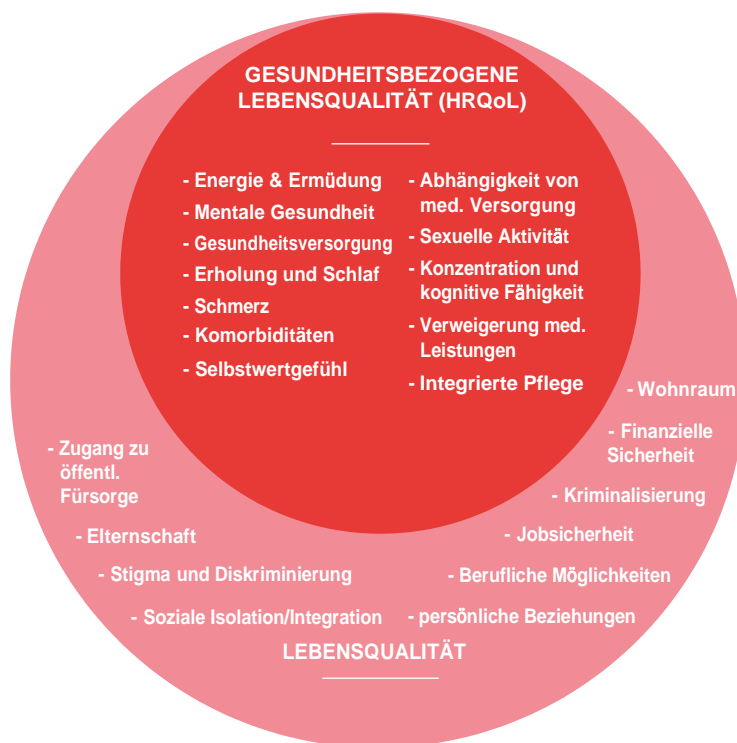 GESUNDHEITSBEZOGENE
LEBENSQUALITÄT (HRQoL)
- Energie & Ermüdung
- Mentale Gesundheit
- Gesundheitsversorgung
- Erholung und Schlaf
- Schmerz
- Komorbiditäten
- Selbstwertgefühl
- Abhängigkeit von
med. Versorgung
- Sexuelle Aktivität
- Konzentration und
kognitive Fähigkeit
- Verweigerung med.
Leistungen
- Integrierte Pflege
- Zugang zu
öffentl.
Fürsorge
- Elternschaft
- Stigma und Diskriminierung
- Soziale Isolation/Integration
- Wohnraum
- Finanzielle
Sicherheit
- Kriminalisierung
- Jobsicherheit
- Berufliche Möglichkeiten
- persönliche Beziehungen
LEBENSQUALITÄT